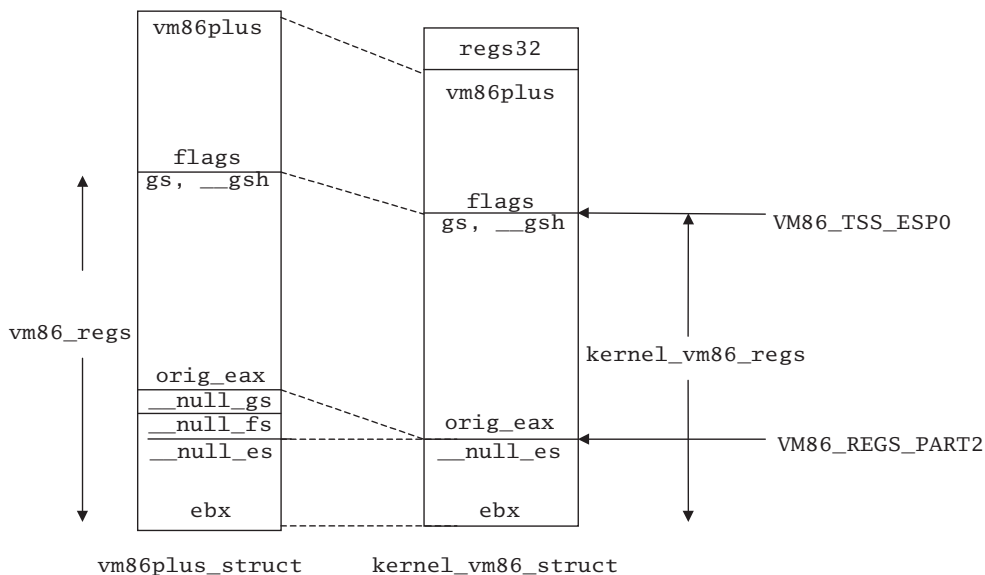 vm86plus
flags
gs, __gsh
vm86_regs
orig_eax
__null_gs
__null_fs
__null_es
ebx
vm86plus_struct
regs32
vm86plus
flags
gs, __gsh
orig_eax
__null_es
ebx
kernel_vm86_struct
VM86_TSS_ESP0
kernel_vm86_regs
VM86_REGS_PART2